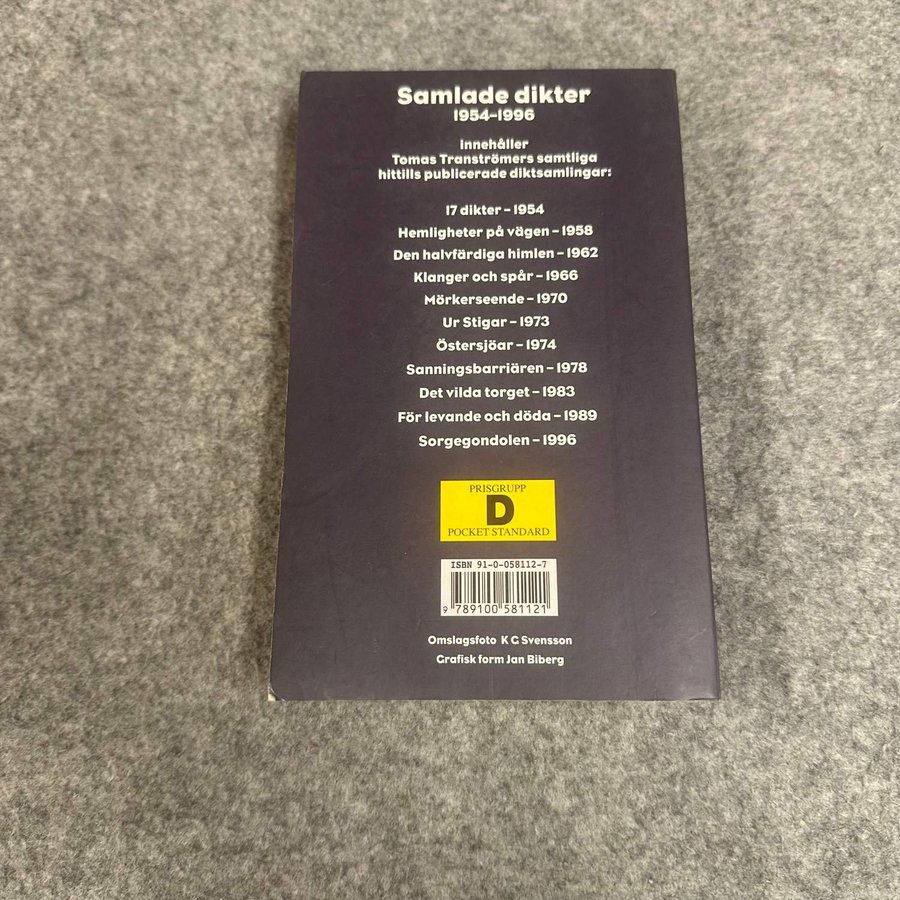 Samlade dikter
1954–1996
innehåller
Tomas Tranströmers samtliga
hittills publicerade diktsamlingar:
17 dikter – 1954
Hemligheter på vägen – 1958
Den halvfärdiga himlen – 1962
Klanger och spår – 1966
Mörkerseende – 1970
Ur Stigar – 1973
Östersjöar – 1974
Sanningsbarriären – 1978
Det vilda torget – 1983
För levande och döda – 1989
Sorgegondolen – 1996
PRISGRUPP
D
POCKET STANDARD
ISBN 91-0-058112-7
9 789100 581121
Omslagsfoto K G Svensson
Grafisk form Jan Biberg